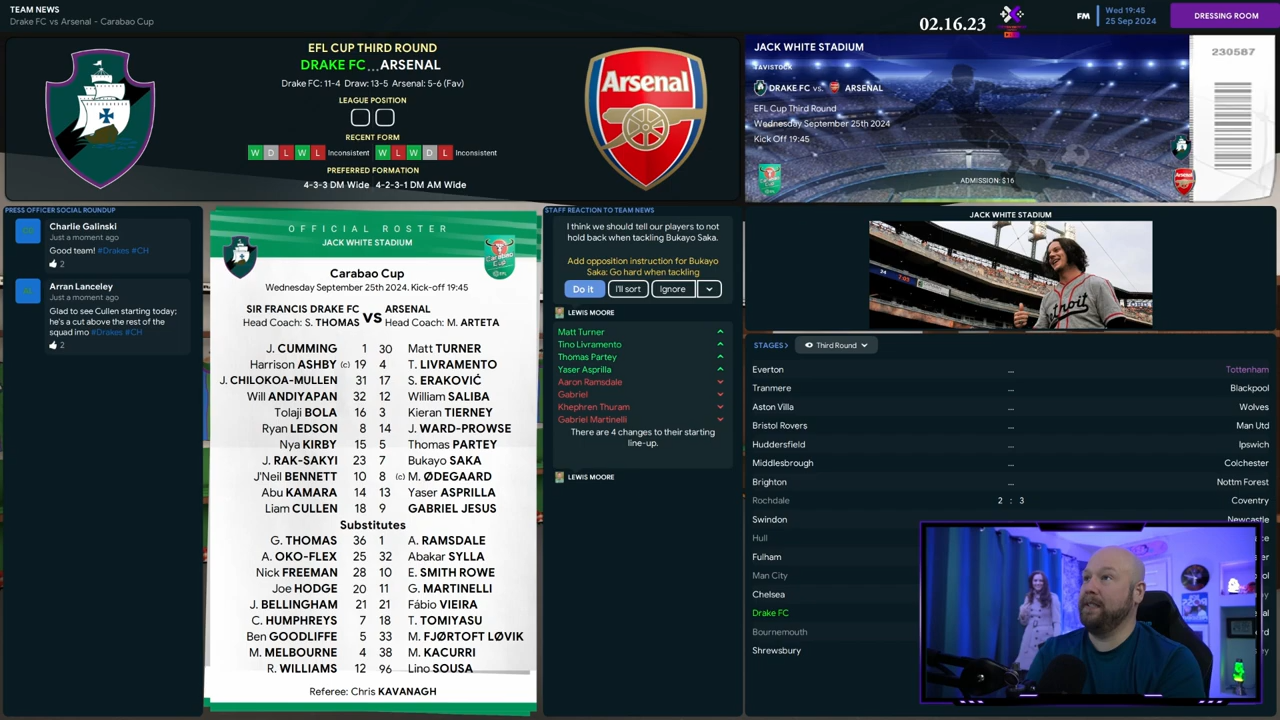 TEAM NEWS
Drake FC vs Arsenal - Carabao Cup
02.16.23
FM
Wed 19:45
25 Sep 2024
DRESSING ROOM
EFL CUP THIRD ROUND
DRAKE FC...ARSENAL
Drake FC: 11-4 Draw: 13-5 Arsenal: 5-6 (Fav)
LEAGUE POSITION
RECENT FORM
W D L W L Inconsistent W L W D L Inconsistent
PREFERRED FORMATION
4-3-3 DM Wide 4-2-3-1 DM AM Wide
Arsenal
JACK WHITE STADIUM
TAVISTOCK
DRAKE FC vs. ARSENAL
EFL Cup Third Round
Wednesday September 25th 2024
Kick Off 19:45
ADMISSION: $16
230587
PRESS OFFICER SOCIAL ROUNDUP
Charlie Galinski
Just a moment ago
Good team! #Drakes #CH
2
Arran Lanceley
Just a moment ago
Glad to see Cullen starting today;
he's a cut above the rest of the
squad imo #Drakes #CH
2
OFFICIAL ROSTER
JACK WHITE STADIUM
Carabao Cup
Wednesday September 25th 2024. Kick-off 19:45
SIR FRANCIS DRAKE FC VS ARSENAL
Head Coach: S. THOMAS Head Coach: M. ARTETA
J. CUMMING 1 30 Matt TURNER
Harrison ASHBY (c) 19 4 T. LIVRAMENTO
J. CHILOKOA-MULLEN 31 17 S. ERAKOVIĆ
Will ANDIYAPAN 32 12 William SALIBA
Tolaji BOLA 16 3 Kieran TIERNEY
Ryan LEDSON 8 14 J. WARD-PROWSE
Nya KIRBY 15 5 Thomas PARTEY
J. RAK-SAKYI 23 7 Bukayo SAKA
J'Neil BENNETT 10 8 (c) M. ØDEGAARD
Abu KAMARA 14 13 Yaser ASPRILLA
Liam CULLEN 18 9 GABRIEL JESUS
Substitutes
G. THOMAS 36 1 A. RAMSDALE
A. OKO-FLEX 25 32 Abakar SYLLA
Nick FREEMAN 28 10 E. SMITH ROWE
Joe HODGE 20 11 G. MARTINELLI
J. BELLINGHAM 21 21 Fábio VIEIRA
C. HUMPHREYS 7 18 T. TOMIYASU
Ben GOODLIFFE 5 33 M. FJØRTOFT LØVIK
M. MELBOURNE 4 38 M. KACURRI
R. WILLIAMS 12 96 Lino SOUSA
Referee: Chris KAVANAGH
STAFF REACTION TO TEAM NEWS
I think we should tell our players to
not hold back when tackling Bukayo Saka.
Add opposition instruction for Bukayo
Saka: Go hard when tackling
Do it I'll sort Ignore
LEWIS MOORE
Matt Turner
Tino Livramento
Thomas Partey
Yaser Asprilla
Aaron Ramsdale
Gabriel
Khephren Thuram
Gabriel Martinelli
There are 4 changes to their starting
line-up.
LEWIS MOORE
JACK WHITE STADIUM
Detroit
STAGES > Third Round
Everton ... Tottenham
Tranmere ... Blackpool
Aston Villa ... Wolves
Bristol Rovers ... Man Utd
Huddersfield ... Ipswich
Middlesbrough ... Colchester
Brighton ... Nottm Forest
Rochdale 2 : 3 Coventry
Swindon Newcastle
Hull
Fulham
Man City
Chelsea
Drake FC
Bournemouth
Shrewsbury